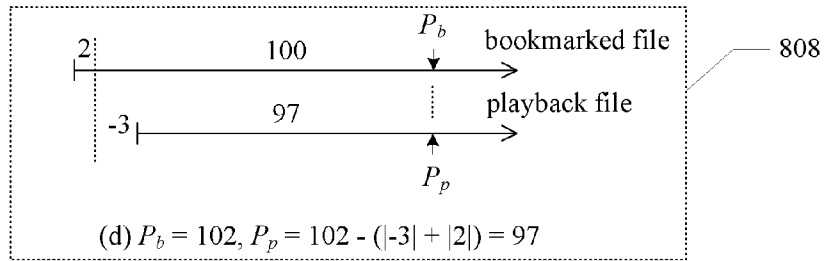 P_b
2 100 bookmarked file 808
playback file
-3 97
P_p
(d) P_b = 102, P_p = 102 - (|-3| + |2|) = 97